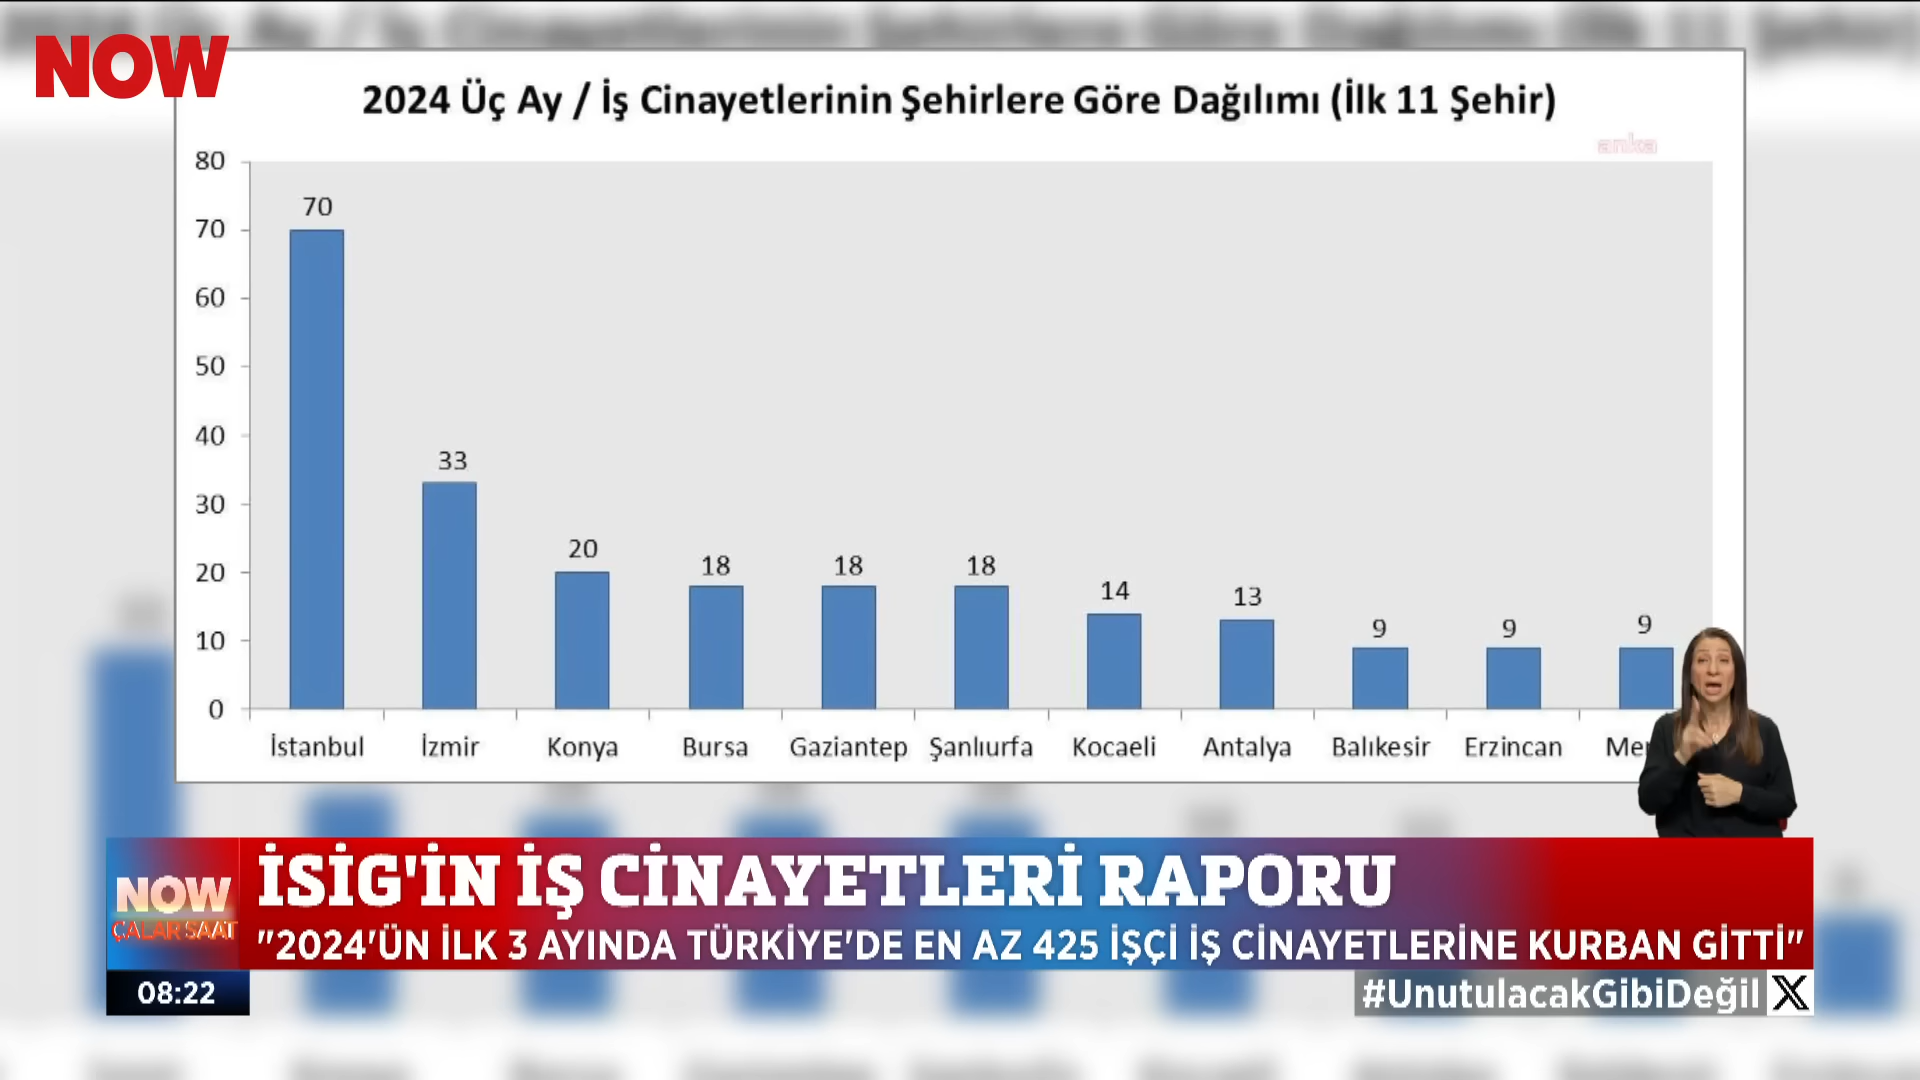 NOW
2024 Üç Ay / İş Cinayetlerinin Şehirlere Göre Dağılımı (İlk 11 Şehir)
anka
80
70
60
50
40
30
20
10
0
70
33
20
18
18
18
14
13
9
9
9
İstanbul İzmir Konya Bursa Gaziantep Şanlıurfa Kocaeli Antalya Balıkesir Erzincan
NOW
ÇALAR SAAT
08:22
İSİG'İN İŞ CİNAYETLERİ RAPORU
"2024'ÜN İLK 3 AYINDA TÜRKİYE'DE EN AZ 425 İŞÇİ İŞ CİNAYETLERİNE KURBAN GİTTİ"
#UnutulacakGibiDeğil X